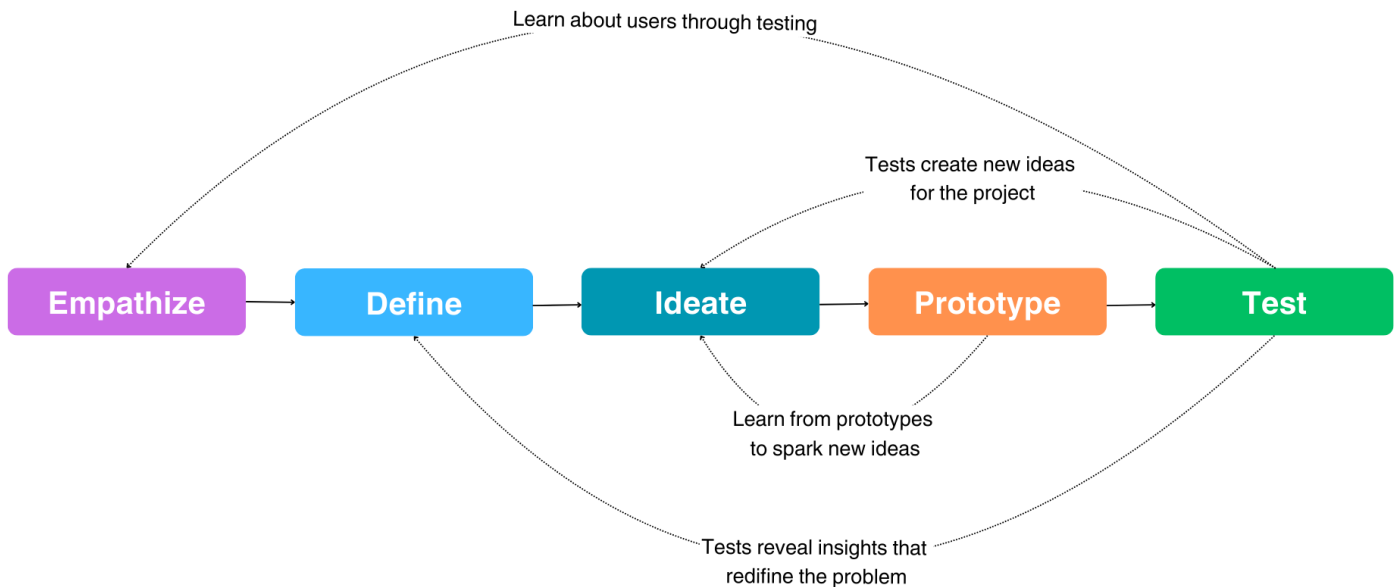 Learn about users through testing
Tests create new ideas
for the project
Empathize
Define
Ideate
Prototype
Test
Learn from prototypes
to spark new ideas
Tests reveal insights that
redifine the problem